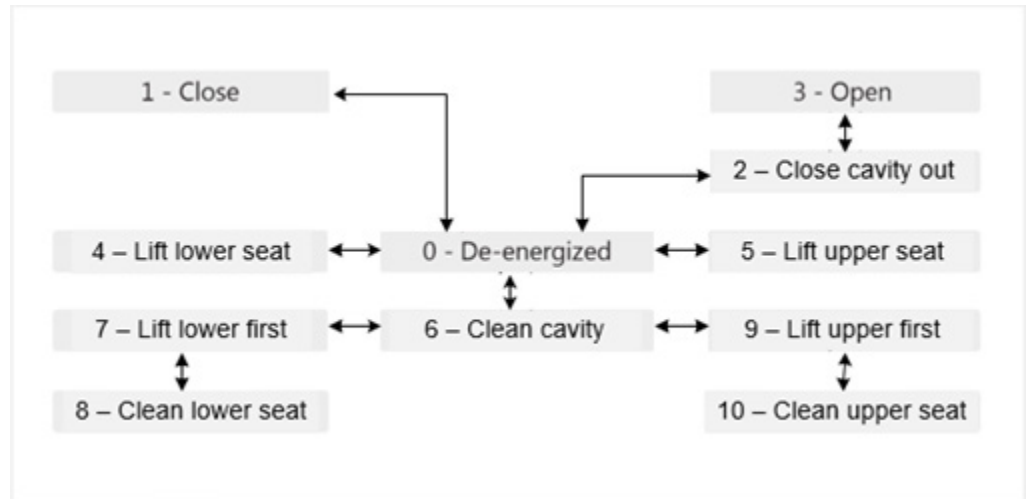 1 - Close
3 - Open
2 – Close cavity out
4 – Lift lower seat
0 - De-energized
5 – Lift upper seat
7 – Lift lower first
6 – Clean cavity
9 – Lift upper first
8 – Clean lower seat
10 – Clean upper seat